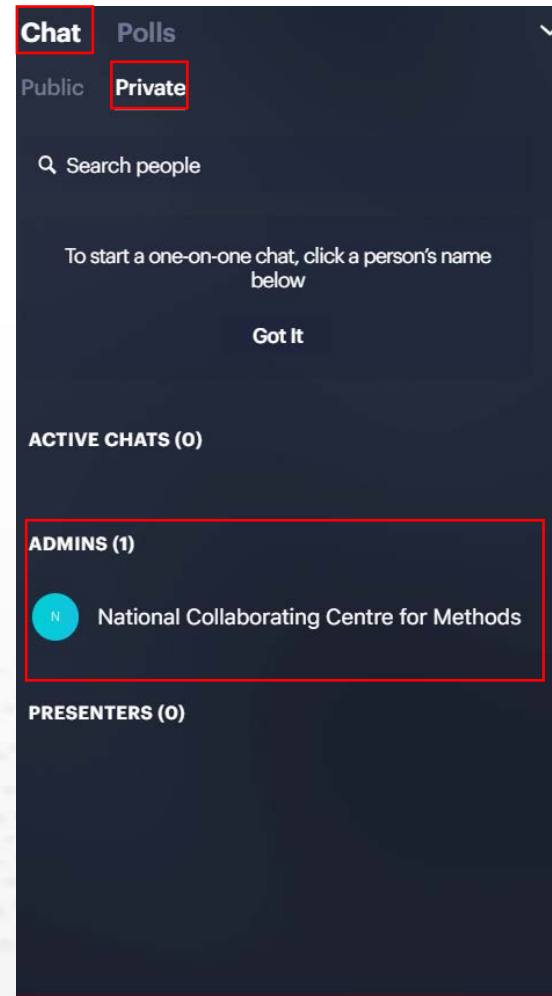 Chat Polls
Public Private
Search people
To start a one-on-one chat, click a person's name
below
Got It
ACTIVE CHATS (0)
ADMINS (1)
N National Collaborating Centre for Methods
PRESENTERS (0)